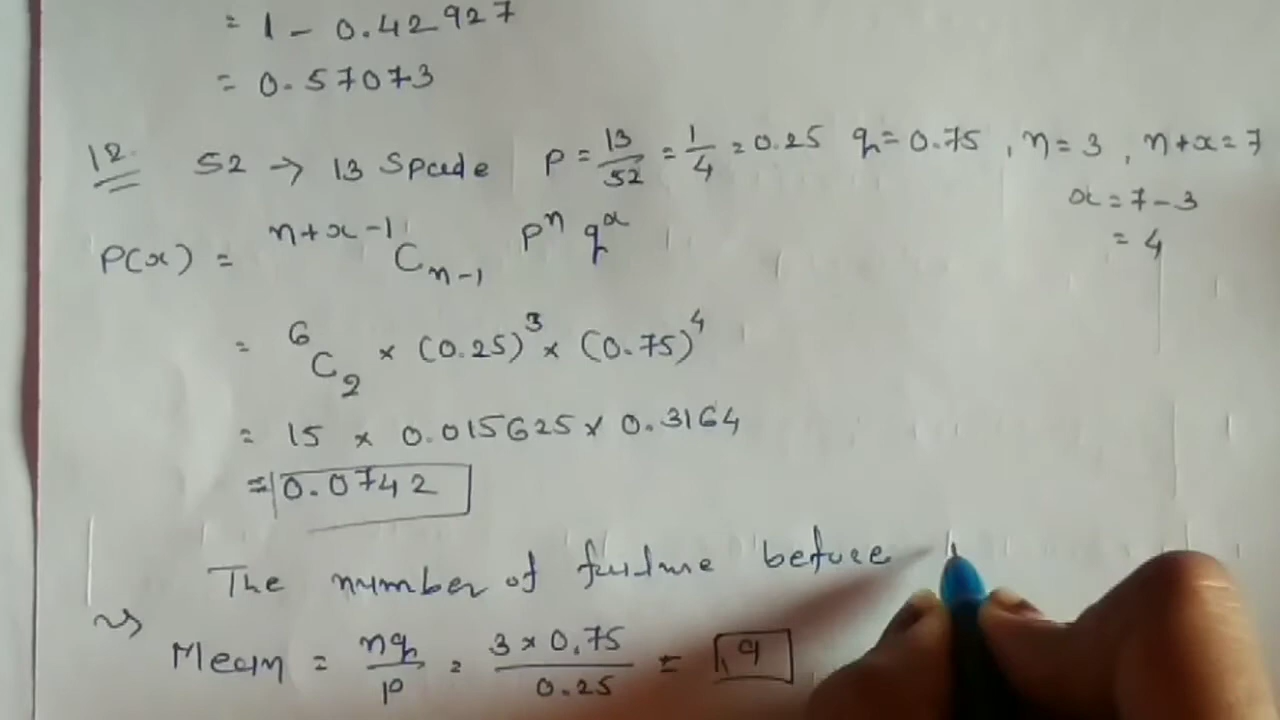 = 1 - 0.42927
= 0.57073
12. 52 → 13 Spade P = 13/52 = 1/4 = 0.25 q = 0.75 , n = 3 , n+x = 7
x = 7 - 3
= 4
P(x) = n+x-1 C n-1 pⁿ qˣ
= ⁶C₂ × (0.25)³ × (0.75)⁴
= 15 × 0.015625 × 0.3164
= 0.0742
The number of failure before
Mean = nq/p = 3 × 0.75/0.25 = 9